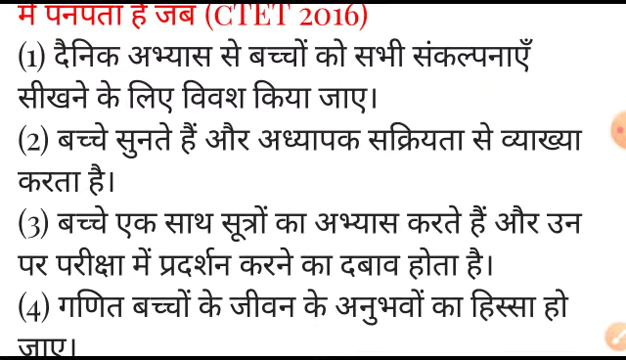 में पनपता है जब (CTET 2016)
(1) दैनिक अभ्यास से बच्चों को सभी संकल्पनाएँ
सीखने के लिए विवश किया जाए।
(2) बच्चे सुनते हैं और अध्यापक सक्रियता से व्याख्या
करता है।
(3) बच्चे एक साथ सूत्रों का अभ्यास करते हैं और उन
पर परीक्षा में प्रदर्शन करने का दबाव होता है।
(4) गणित बच्चों के जीवन के अनुभवों का हिस्सा हो
जाए।